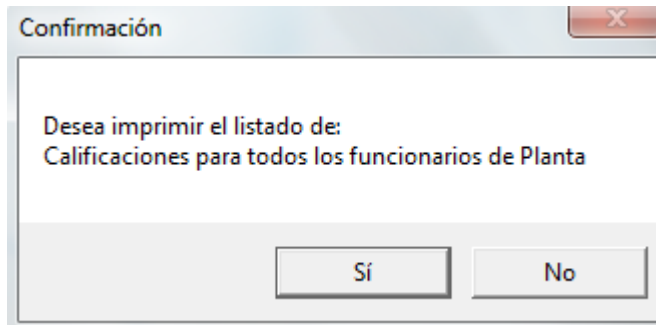 Confirmación
Desea imprimir el listado de:
Calificaciones para todos los funcionarios de Planta
Sí
No